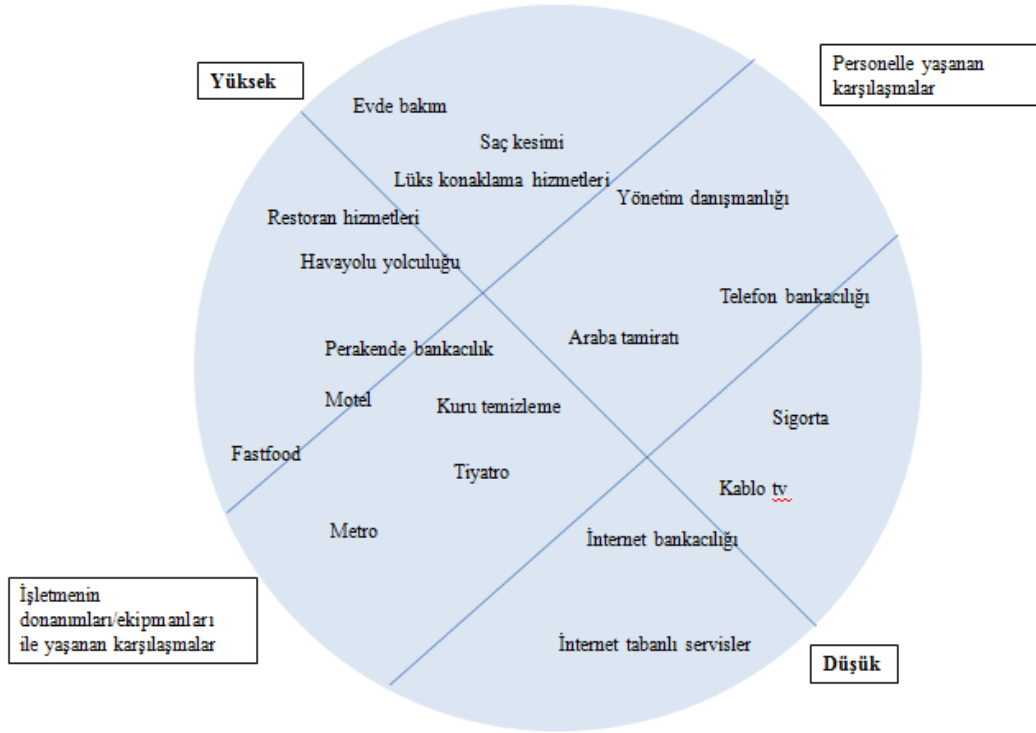 Yüksek
Personelle yaşanan
karşılaşmalar
Evde bakım
Saç kesimi
Lüks konaklama hizmetleri
Yönetim danışmanlığı
Restoran hizmetleri
Havayolu yolculuğu
Telefon bankacılığı
Araba tamiratı
Perakende bankacılık
Motel
Kuru temizleme
Sigorta
Fastfood
Tiyatro
Kablo tv
Metro
İnternet bankacılığı
İşletmenin
donanımları/ekipmanları
ile yaşanan karşılaşmalar
İnternet tabanlı servisler
Düşük